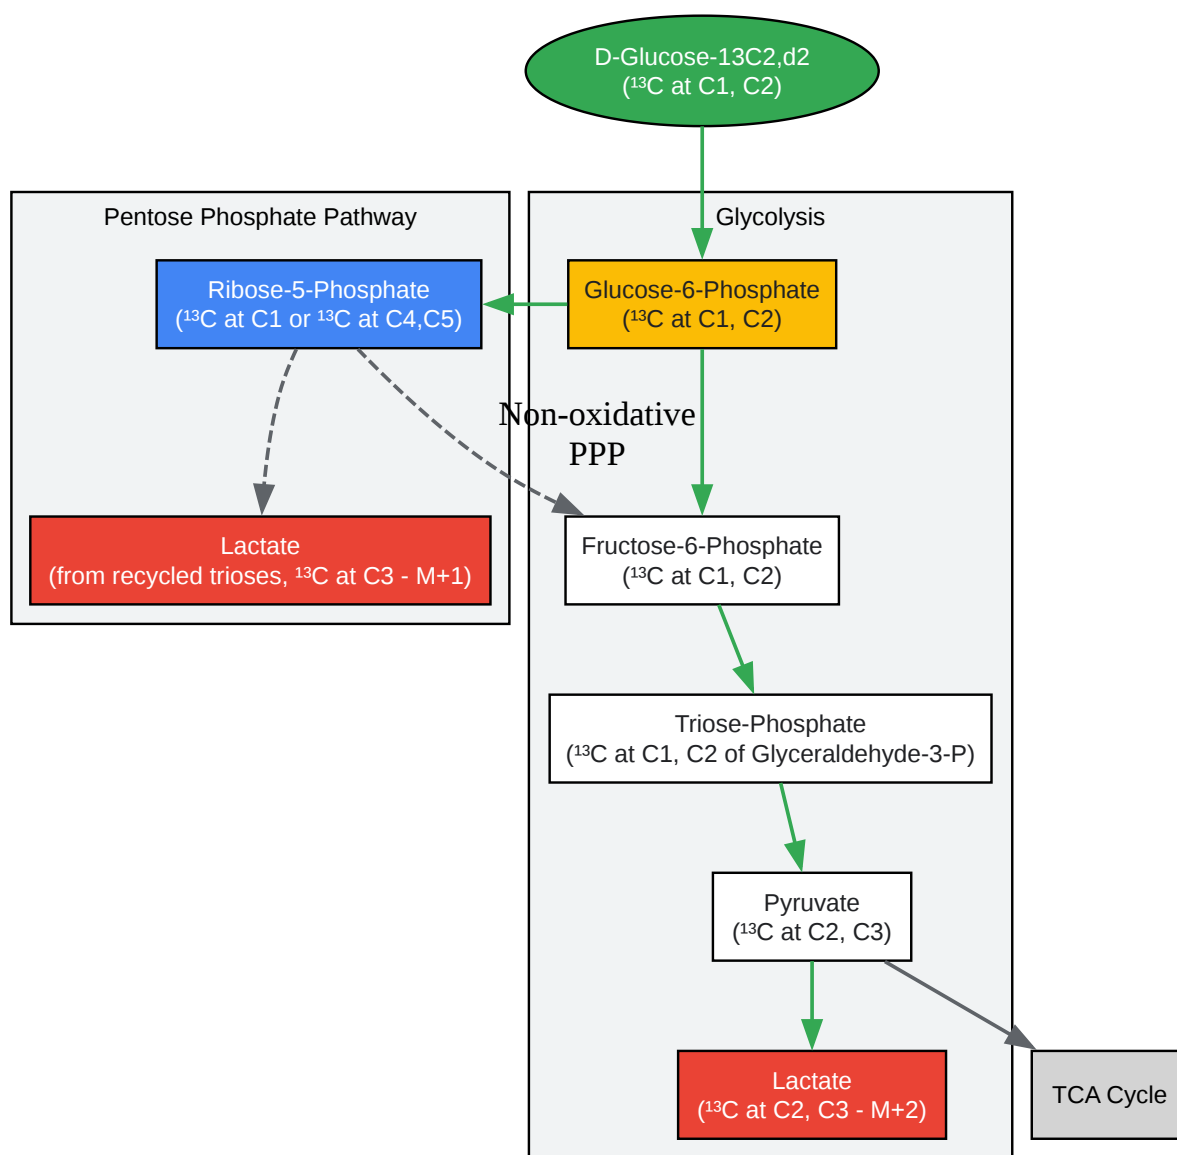 D-Glucose-13C2,d2
(¹³C at C1, C2)
Pentose Phosphate Pathway
Glycolysis
Ribose-5-Phosphate
(¹³C at C1 or ¹³C at C4,C5)
Glucose-6-Phosphate
(¹³C at C1, C2)
Non-oxidative
PPP
Lactate
(from recycled trioses, ¹³C at C3 - M+1)
Fructose-6-Phosphate
(¹³C at C1, C2)
Triose-Phosphate
(¹³C at C1, C2 of Glyceraldehyde-3-P)
Pyruvate
(¹³C at C2, C3)
Lactate
(¹³C at C2, C3 - M+2)
TCA Cycle